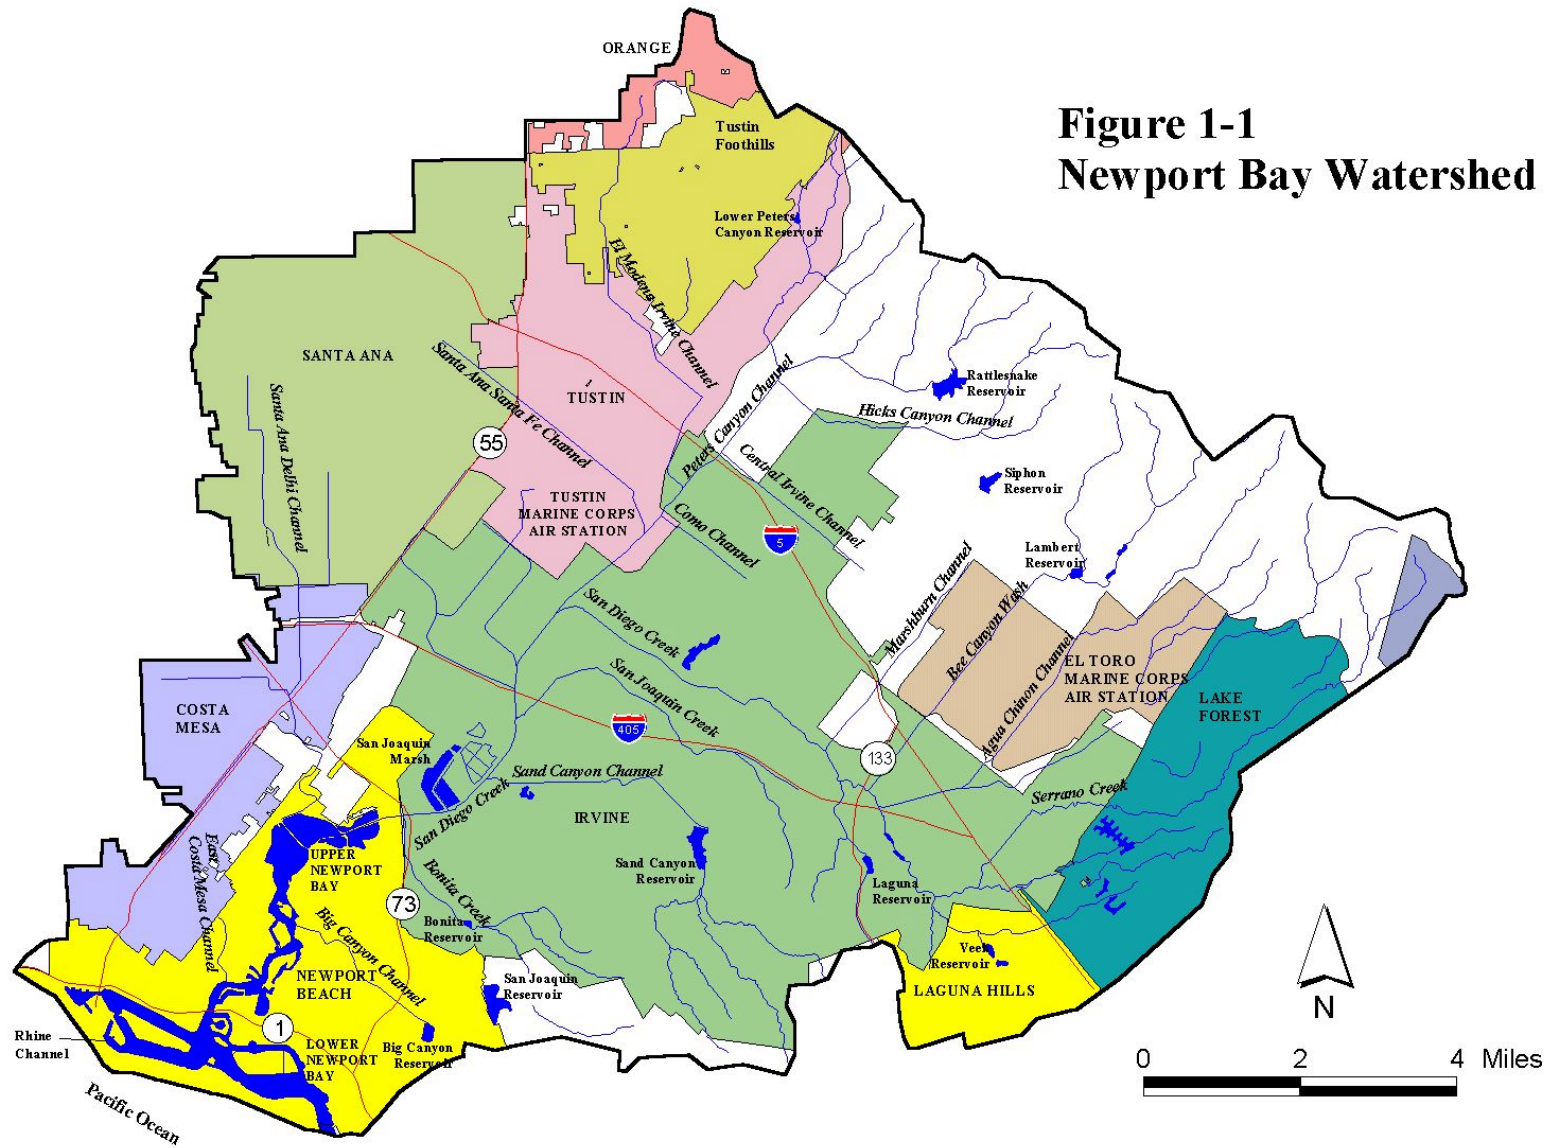 Figure 1-1
Newport Bay Watershed
ORANGE
Tustin
Foothills
Lower Peters
Canyon Reservoir
El Modena Irvine Channel
SANTA ANA
Santa Ana Santa Fe Channel
Santa Ana Delhi Channel
TUSTIN
55
Peters Canyon Channel
Rattlesnake
Reservoir
Hicks Canyon Channel
Central Irvine Channel
Siphon
Reservoir
TUSTIN
MARINE CORPS
AIR STATION
Como Channel
5
Lambert
Reservoir
Marshburn Channel
Bee Canyon Wash
Agua Chinon Channel
San Diego Creek
San Joaquin Creek
EL TORO
MARINE CORPS
AIR STATION
LAKE
FOREST
COSTA
MESA
San Joaquin
Marsh
405
133
Sand Canyon Channel
San Diego Creek
Serrano Creek
IRVINE
East
Costa Mesa Channel
UPPER
NEWPORT
BAY
Sand Canyon
Reservoir
Laguna
Reservoir
Bonita Creek
73
Bonita
Reservoir
Big Canyon Channel
Veeh
Reservoir
NEWPORT
BEACH
San Joaquin
Reservoir
LAGUNA HILLS
1
Rhine
Channel
LOWER
NEWPORT
BAY
Big Canyon
Reservoir
Pacific Ocean
N
0 2 4 Miles